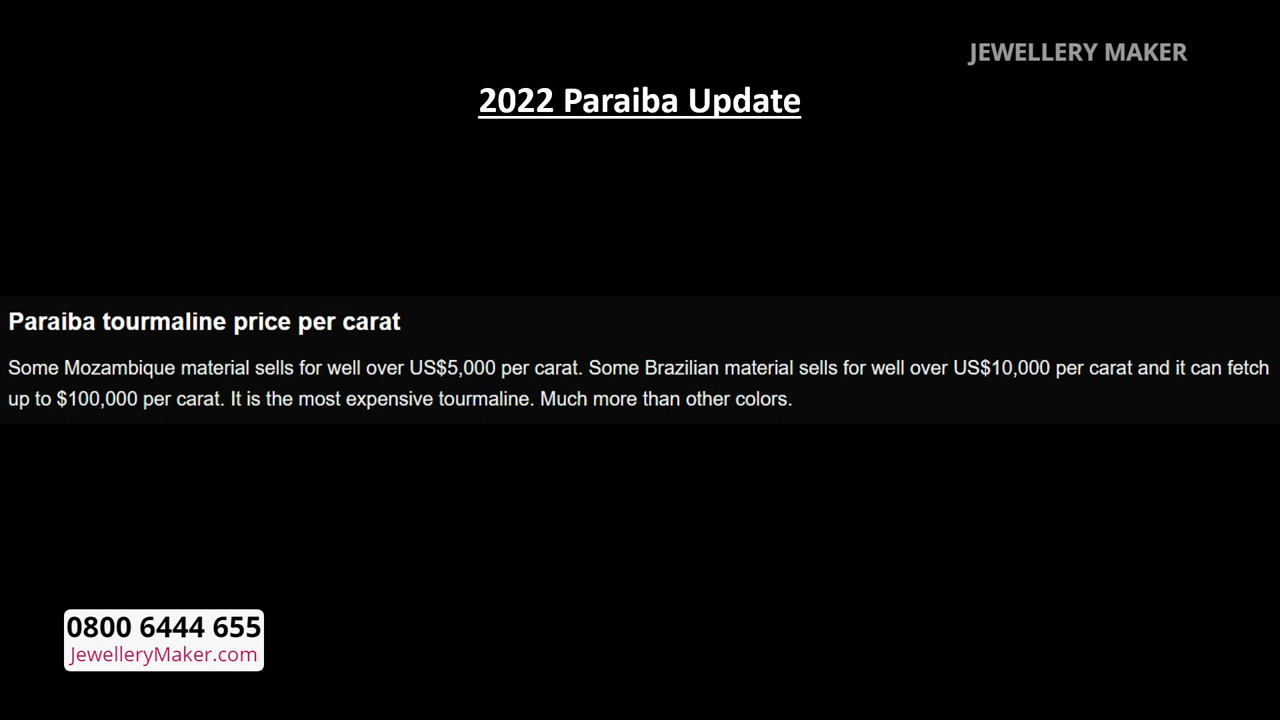 JEWELLERY MAKER
2022 Paraiba Update
Paraiba tourmaline price per carat
Some Mozambique material sells for well over US$5,000 per carat. Some Brazilian material sells for well over US$10,000 per carat and it can fetch
up to $100,000 per carat. It is the most expensive tourmaline. Much more than other colors.
0800 6444 655
JewelleryMaker.com